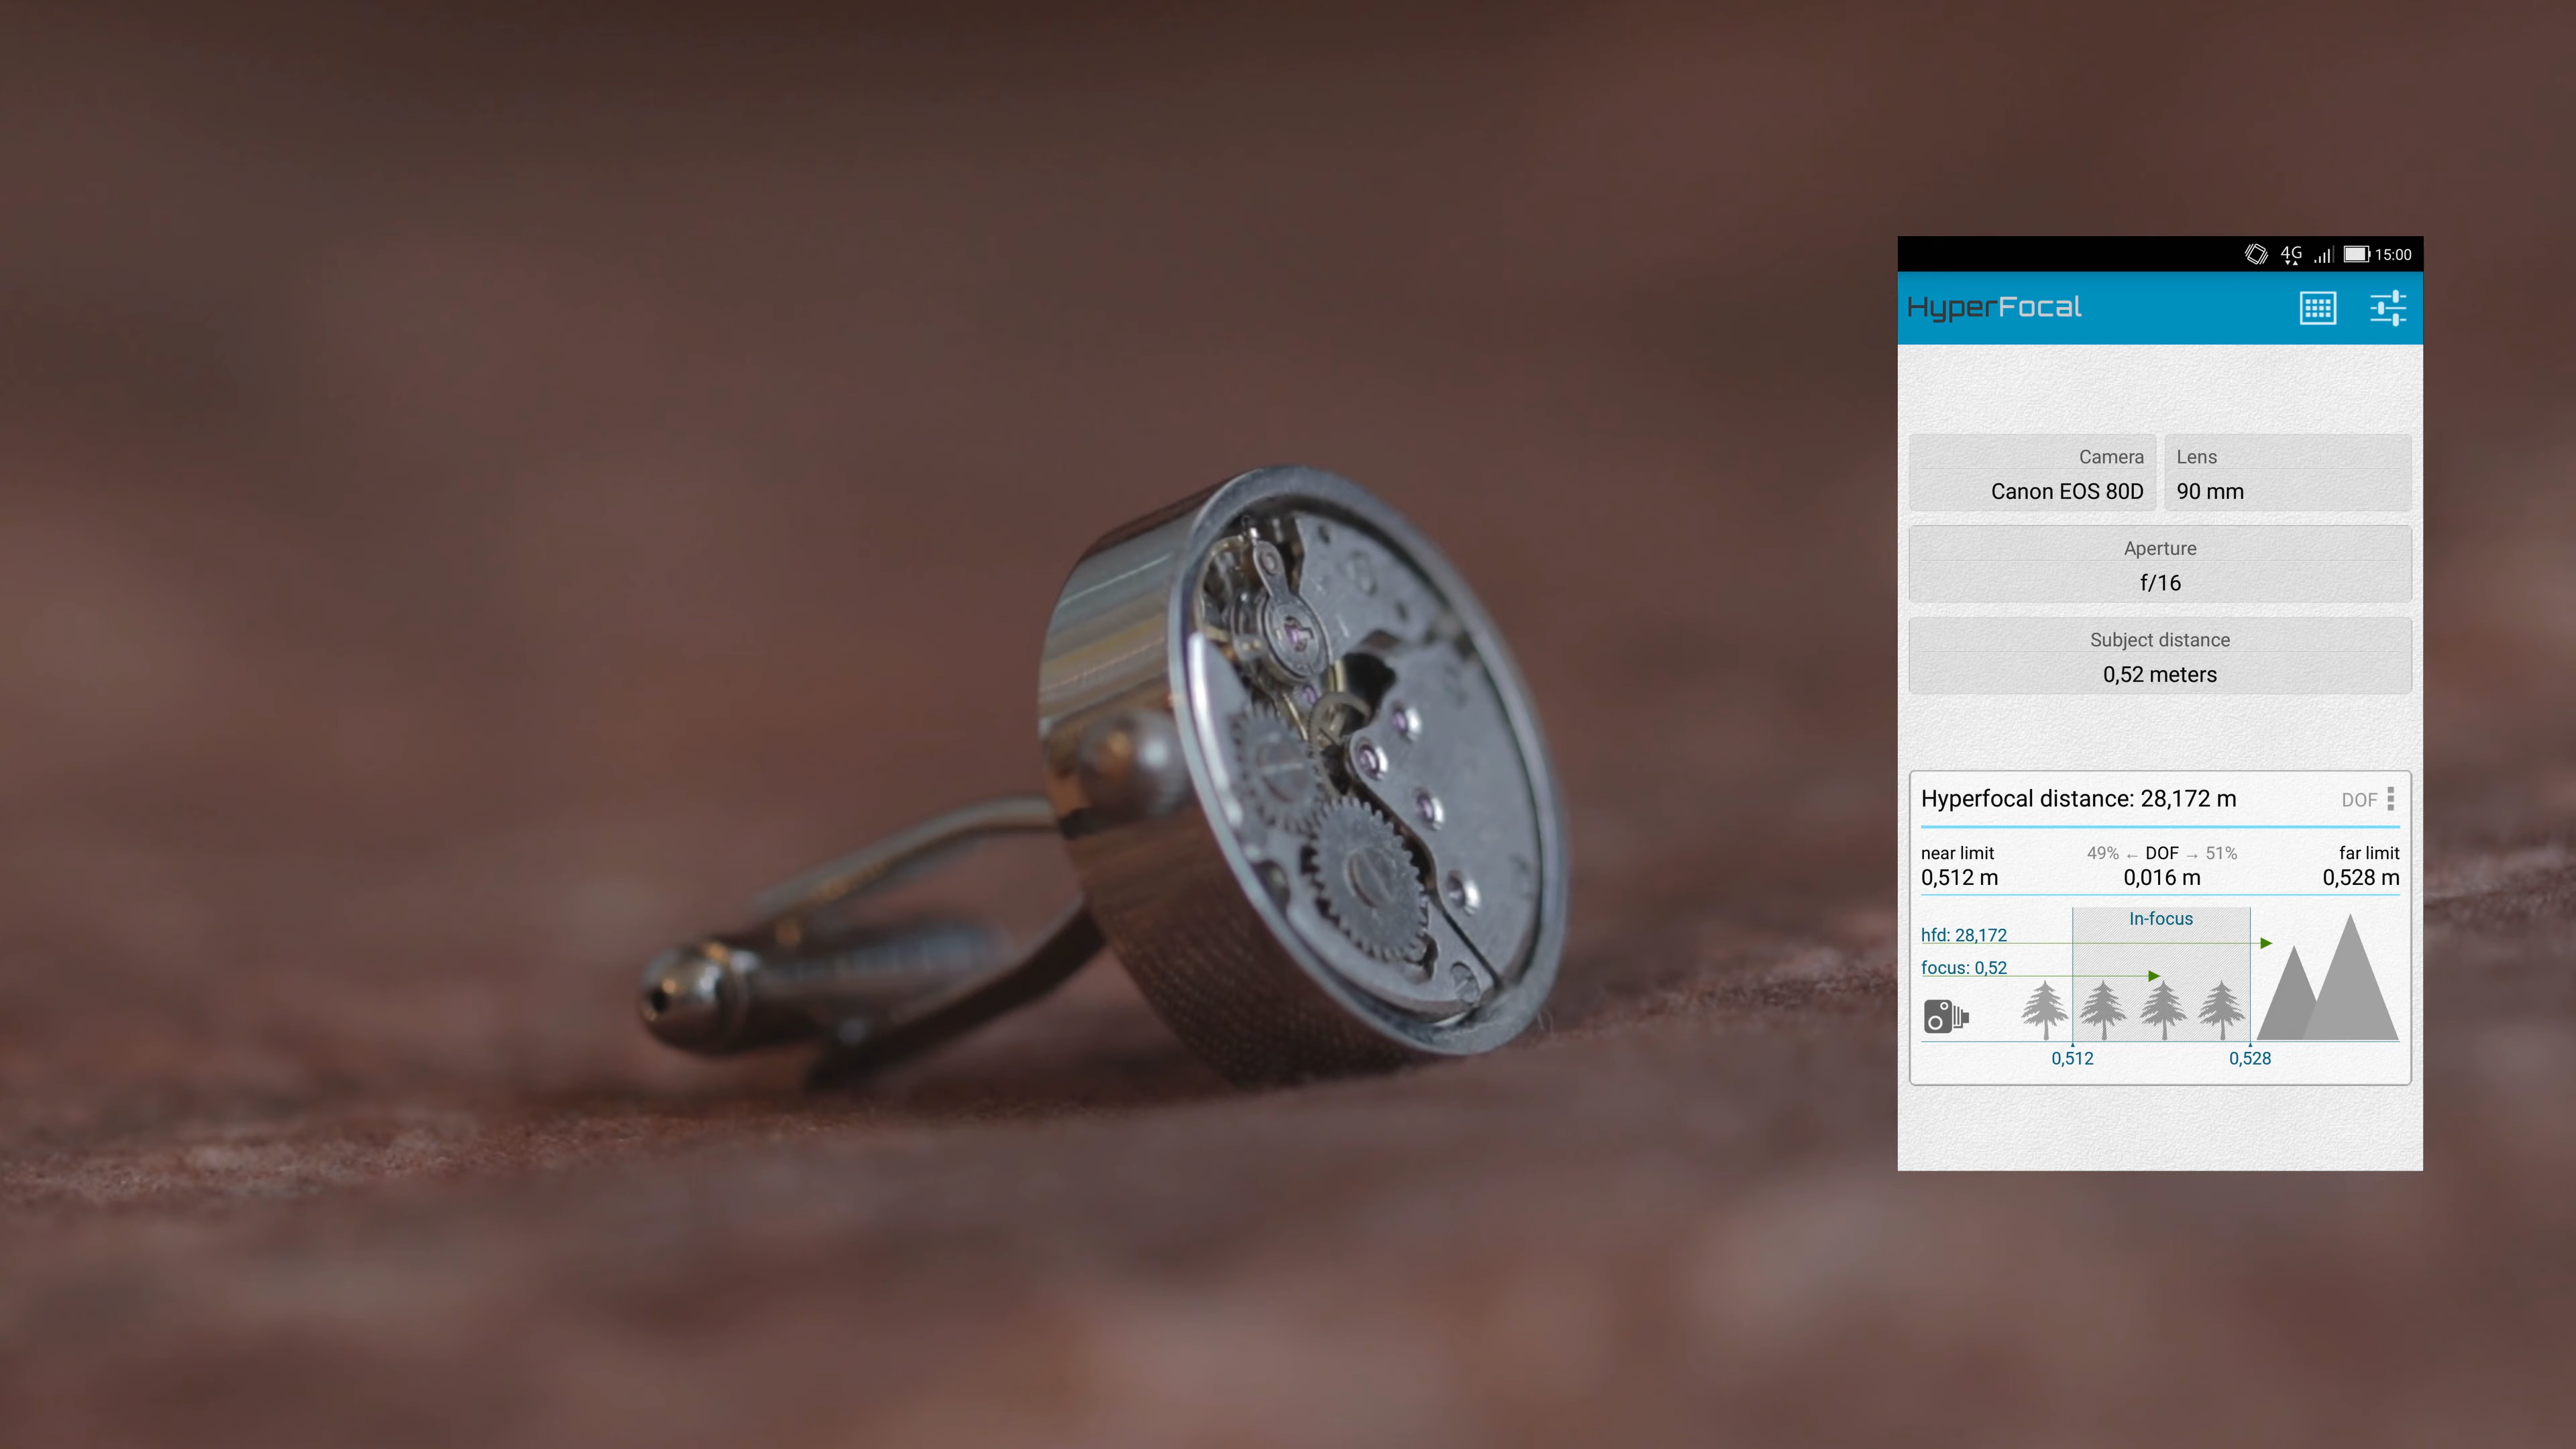 4G 15:00
HyperFocal
Camera
Canon EOS 80D
Lens
90 mm
Aperture
f/16
Subject distance
0,52 meters
Hyperfocal distance: 28,172 m DOF
near limit 49% ← DOF → 51% far limit
0,512 m 0,016 m 0,528 m
In-focus
hfd: 28,172
focus: 0,52
0,512 0,528